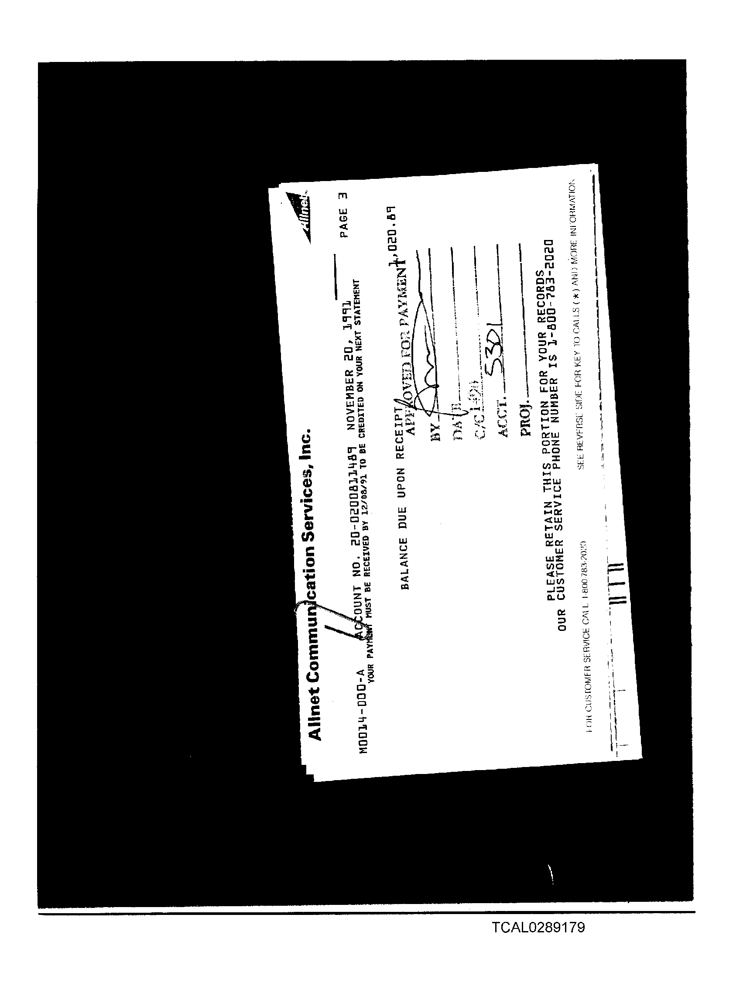 Allnet
Allnet Communication Services, Inc.
PAGE 3
M0014-000-A ACCOUNT NO. 20-0200811489 NOVEMBER 20, 1991
YOUR PAYMENT MUST BE RECEIVED BY 12/08/91 TO BE CREDITED ON YOUR NEXT STATEMENT
BALANCE DUE UPON RECEIPT 1,020.89
APPROVED FOR PAYMENT
BY
DATE
C/C
ACCT. 5301
PROJ.
PLEASE RETAIN THIS PORTION FOR YOUR RECORDS
OUR CUSTOMER SERVICE PHONE NUMBER IS 1-800-783-2020
FOR CUSTOMER SERVICE CALL 1-800 783-2020 SEE REVERSE SIDE FOR KEY TO CALLS (★) AND MORE INFORMATION
TCAL0289179